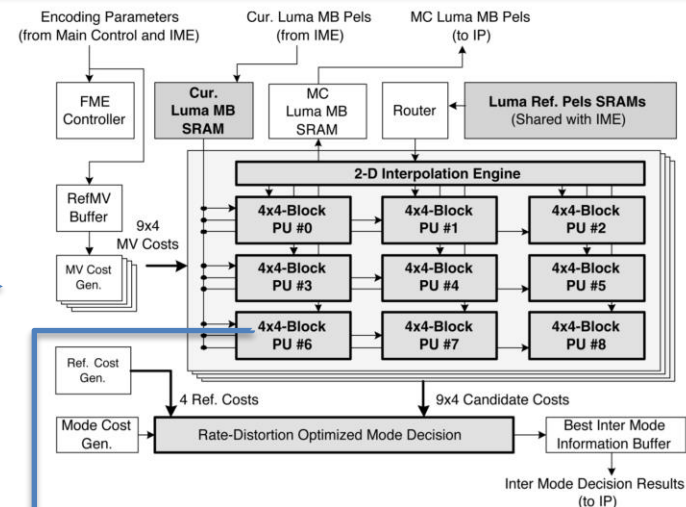 Encoding Parameters
(from Main Control and IME)
Cur. Luma MB Pels
(from IME)
MC Luma MB Pels
(to IP)
FME
Controller
Cur.
Luma MB
SRAM
MC
Luma MB
SRAM
Router
Luma Ref. Pels SRAMs
(Shared with IME)
2-D Interpolation Engine
RefMV
Buffer
9x4
MV Costs
MV Cost
Gen.
4x4-Block
PU #0
4x4-Block
PU #1
4x4-Block
PU #2
4x4-Block
PU #3
4x4-Block
PU #4
4x4-Block
PU #5
4x4-Block
PU #6
4x4-Block
PU #7
4x4-Block
PU #8
Ref. Cost
Gen.
4 Ref. Costs
9x4 Candidate Costs
Mode Cost
Gen.
Rate-Distortion Optimized Mode Decision
Best Inter Mode
Information Buffer
Inter Mode Decision Results
(to IP)